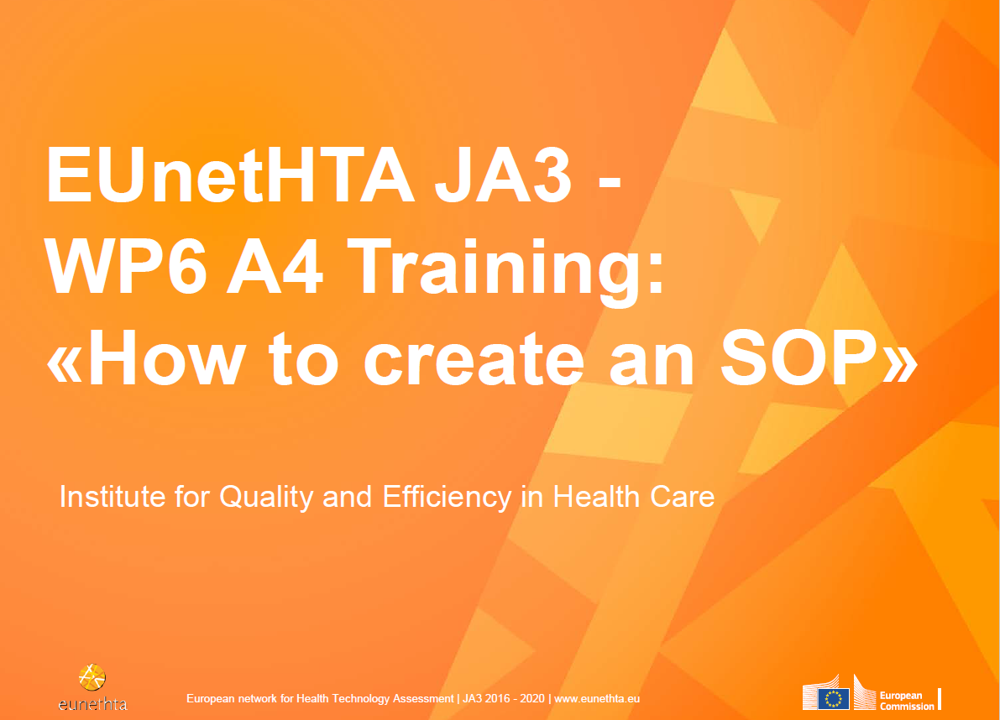 EUnetHTA JA3 -
WP6 A4 Training:
«How to create an SOP»
Institute for Quality and Efficiency in Health Care
eunethta
European network for Health Technology Assessment | JA3 2016 - 2020 | www.eunethta.eu
European
Commission